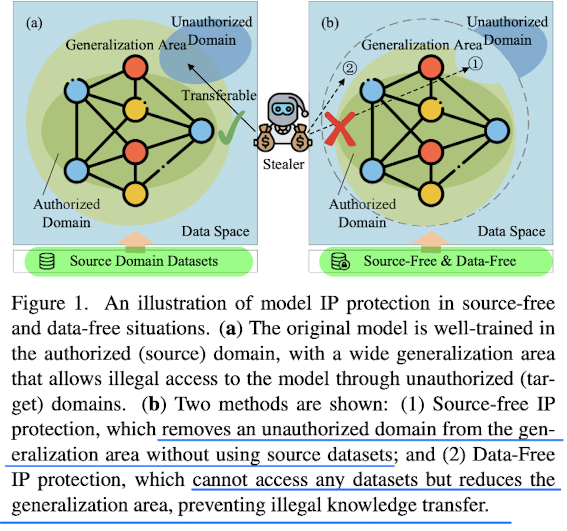 (a)
Unauthorized
Domain
Generalization Area
Transferable
Authorized
Domain
Data Space
Source Domain Datasets
Stealer
(b)
Unauthorized
Domain
Generalization Area
①
②
Authorized
Domain
Data Space
Source-Free & Data-Free
Figure 1. An illustration of model IP protection in source-free
and data-free situations. (a) The original model is well-trained in
the authorized (source) domain, with a wide generalization area
that allows illegal access to the model through unauthorized (tar-
get) domains. (b) Two methods are shown: (1) Source-free IP
protection, which removes an unauthorized domain from the gen-
eralization area without using source datasets; and (2) Data-Free
IP protection, which cannot access any datasets but reduces the
generalization area, preventing illegal knowledge transfer.